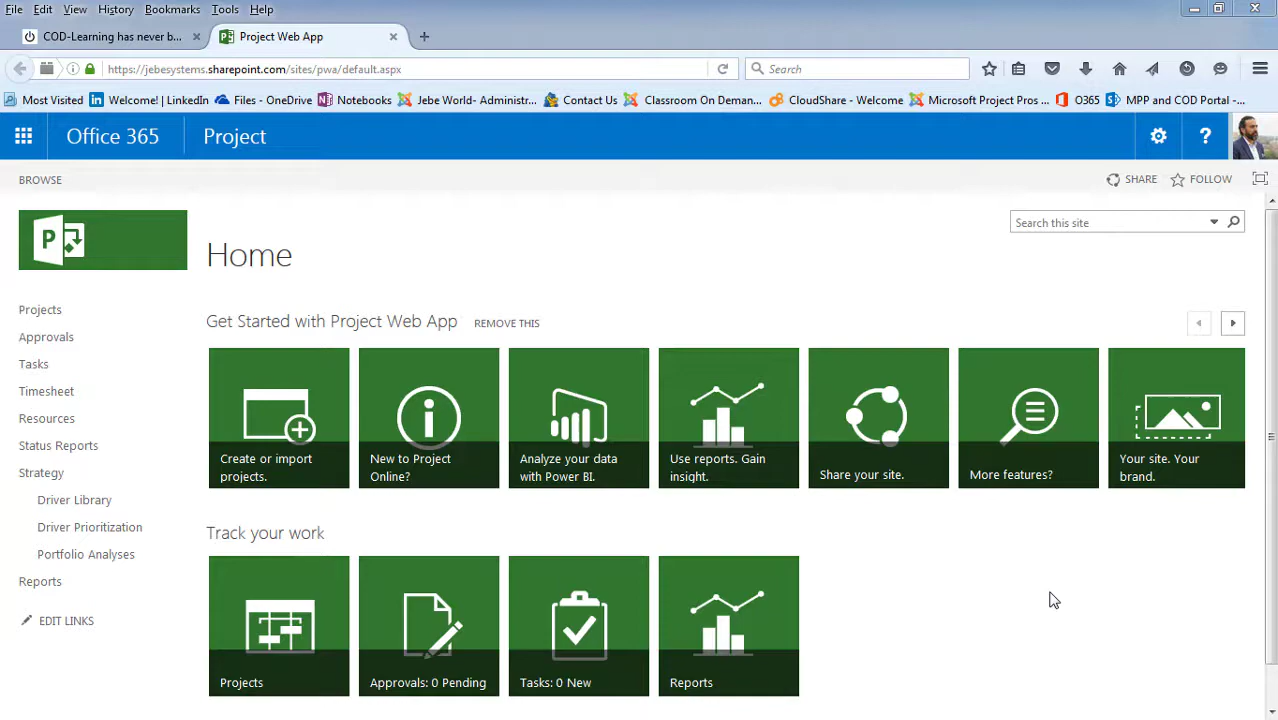 File Edit View History Bookmarks Tools Help
COD-Learning has never b...
Project Web App
https://jebesystems.sharepoint.com/sites/pwa/default.aspx
Search
Most Visited
Welcome! | LinkedIn
Files - OneDrive
Notebooks
Jebe World- Administr...
Contact Us
Classroom On Deman...
CloudShare - Welcome
Microsoft Project Pros ...
O365
MPP and COD Portal -...
Office 365
Project
?
BROWSE
SHARE
FOLLOW
P
Home
Search this site
Projects
Approvals
Tasks
Timesheet
Resources
Status Reports
Strategy
Driver Library
Driver Prioritization
Portfolio Analyses
Reports
EDIT LINKS
Get Started with Project Web App
REMOVE THIS
Create or import
projects.
New to Project
Online?
Analyze your data
with Power BI.
Use reports. Gain
insight.
Share your site.
More features?
Your site. Your
brand.
Track your work
Projects
Approvals: 0 Pending
Tasks: 0 New
Reports